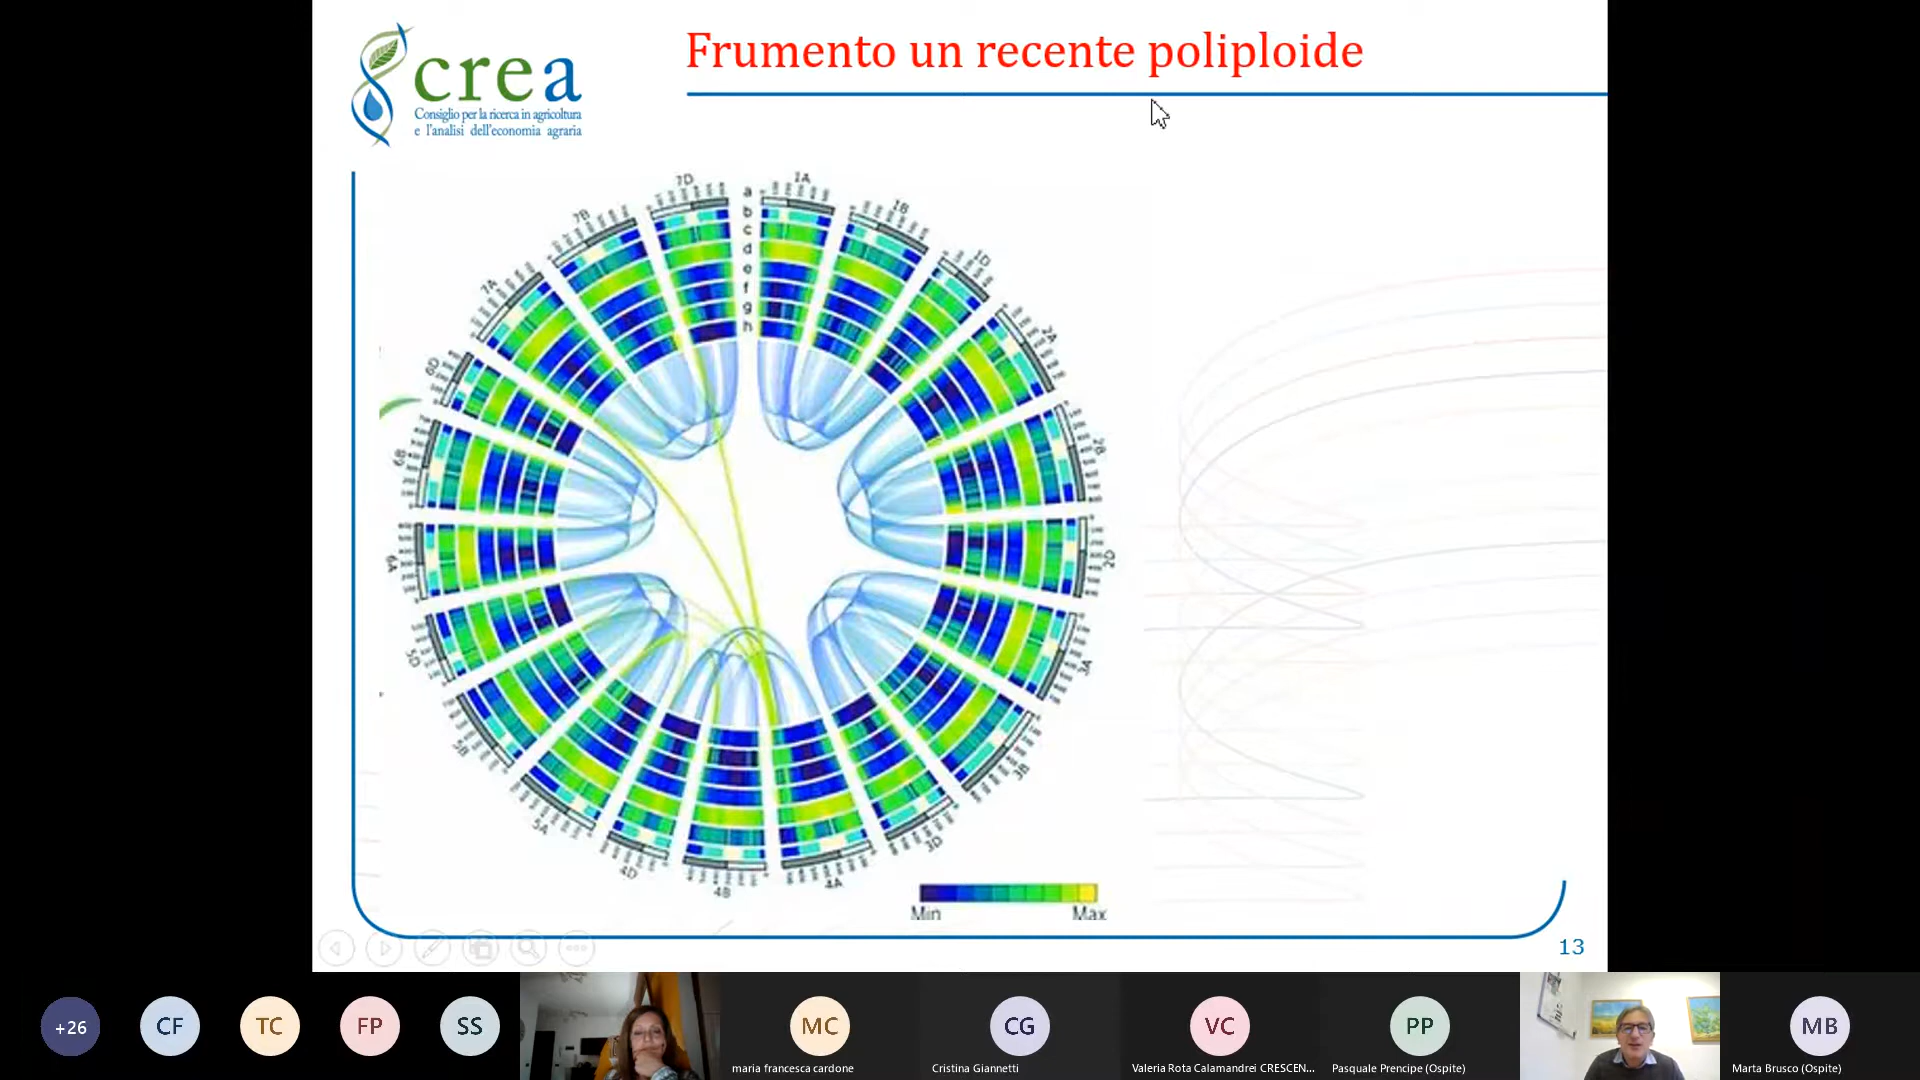 crea
Consiglio per la ricerca in agricoltura
e l'analisi dell'economia agraria
Frumento un recente poliploide
7D
1A
7B
1B
1D
7A
2A
6D
2B
6B
2D
6A
5D
3A
5B
3B
5A
3D
4D
4B
4A
a
b
c
d
e
f
g
h
Min
Max
13
+26
CF
TC
FP
SS
MC
maria francesca cardone
CG
Cristina Giannetti
VC
Valeria Rota Calamandrei CRESCEN...
PP
Pasquale Prencipe (Ospite)
MB
Marta Brusco (Ospite)